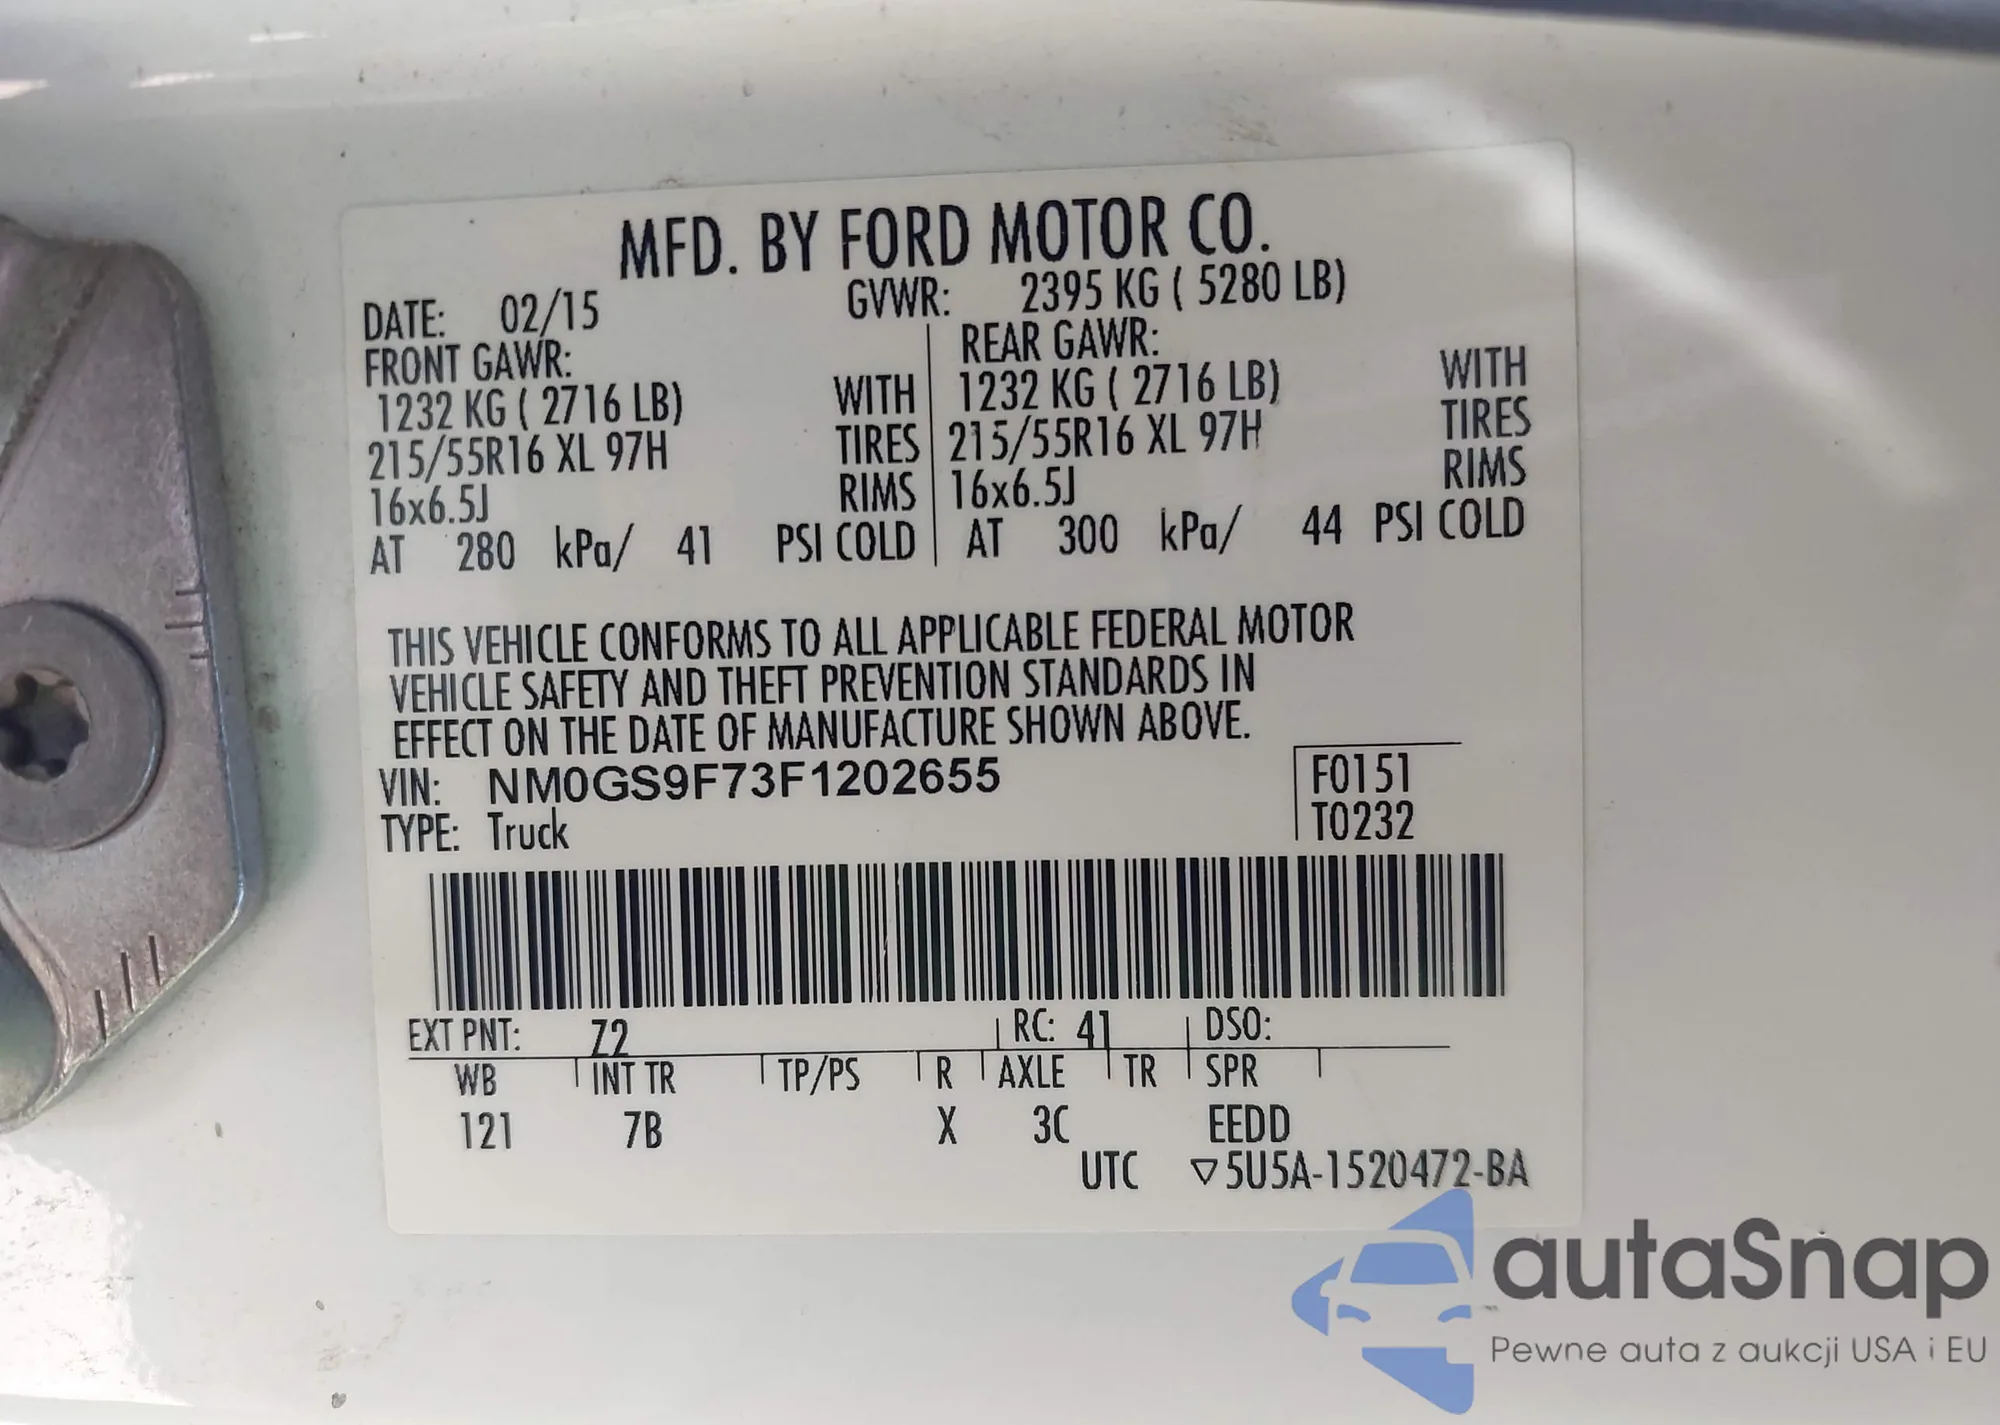 MFD. BY FORD MOTOR CO.
DATE: 02/15 GVWR: 2395 KG ( 5280 LB)
FRONT GAWR: REAR GAWR:
1232 KG ( 2716 LB) WITH 1232 KG ( 2716 LB) WITH
215/55R16 XL 97H TIRES 215/55R16 XL 97H TIRES
16x6.5J RIMS 16x6.5J RIMS
AT 280 kPa/ 41 PSI COLD AT 300 kPa/ 44 PSI COLD
THIS VEHICLE CONFORMS TO ALL APPLICABLE FEDERAL MOTOR
VEHICLE SAFETY AND THEFT PREVENTION STANDARDS IN
EFFECT ON THE DATE OF MANUFACTURE SHOWN ABOVE.
VIN: NM0GS9F73F1202655 F0151
TYPE: Truck T0232
EXT PNT: Z2 RC: 41 DSO:
WB INT TR TP/PS R AXLE TR SPR
121 7B X 3C EEDD
UTC ▽5U5A-1520472-BA
autaSnap
Pewne auta z aukcji USA i EU